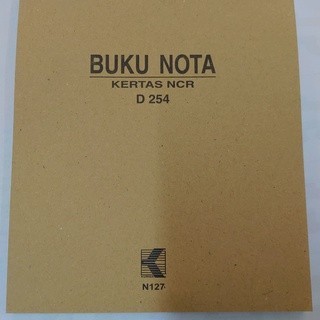 BUKU NOTA
KERTAS NCR
D 254
N127